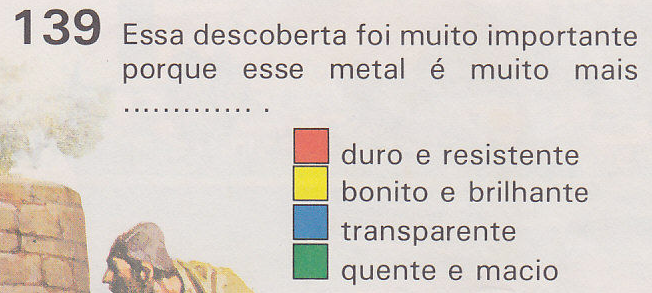 139 Essa descoberta foi muito importante
porque esse metal é muito mais
............. .
duro e resistente
bonito e brilhante
transparente
quente e macio